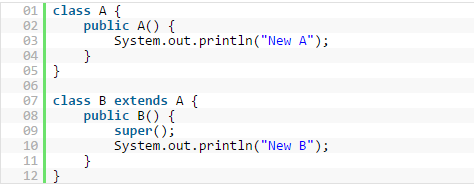 01 class A {
02     public A() {
03         System.out.println("New A");
04     }
05 }
06
07 class B extends A {
08     public B() {
09         super();
10         System.out.println("New B");
11     }
12 }